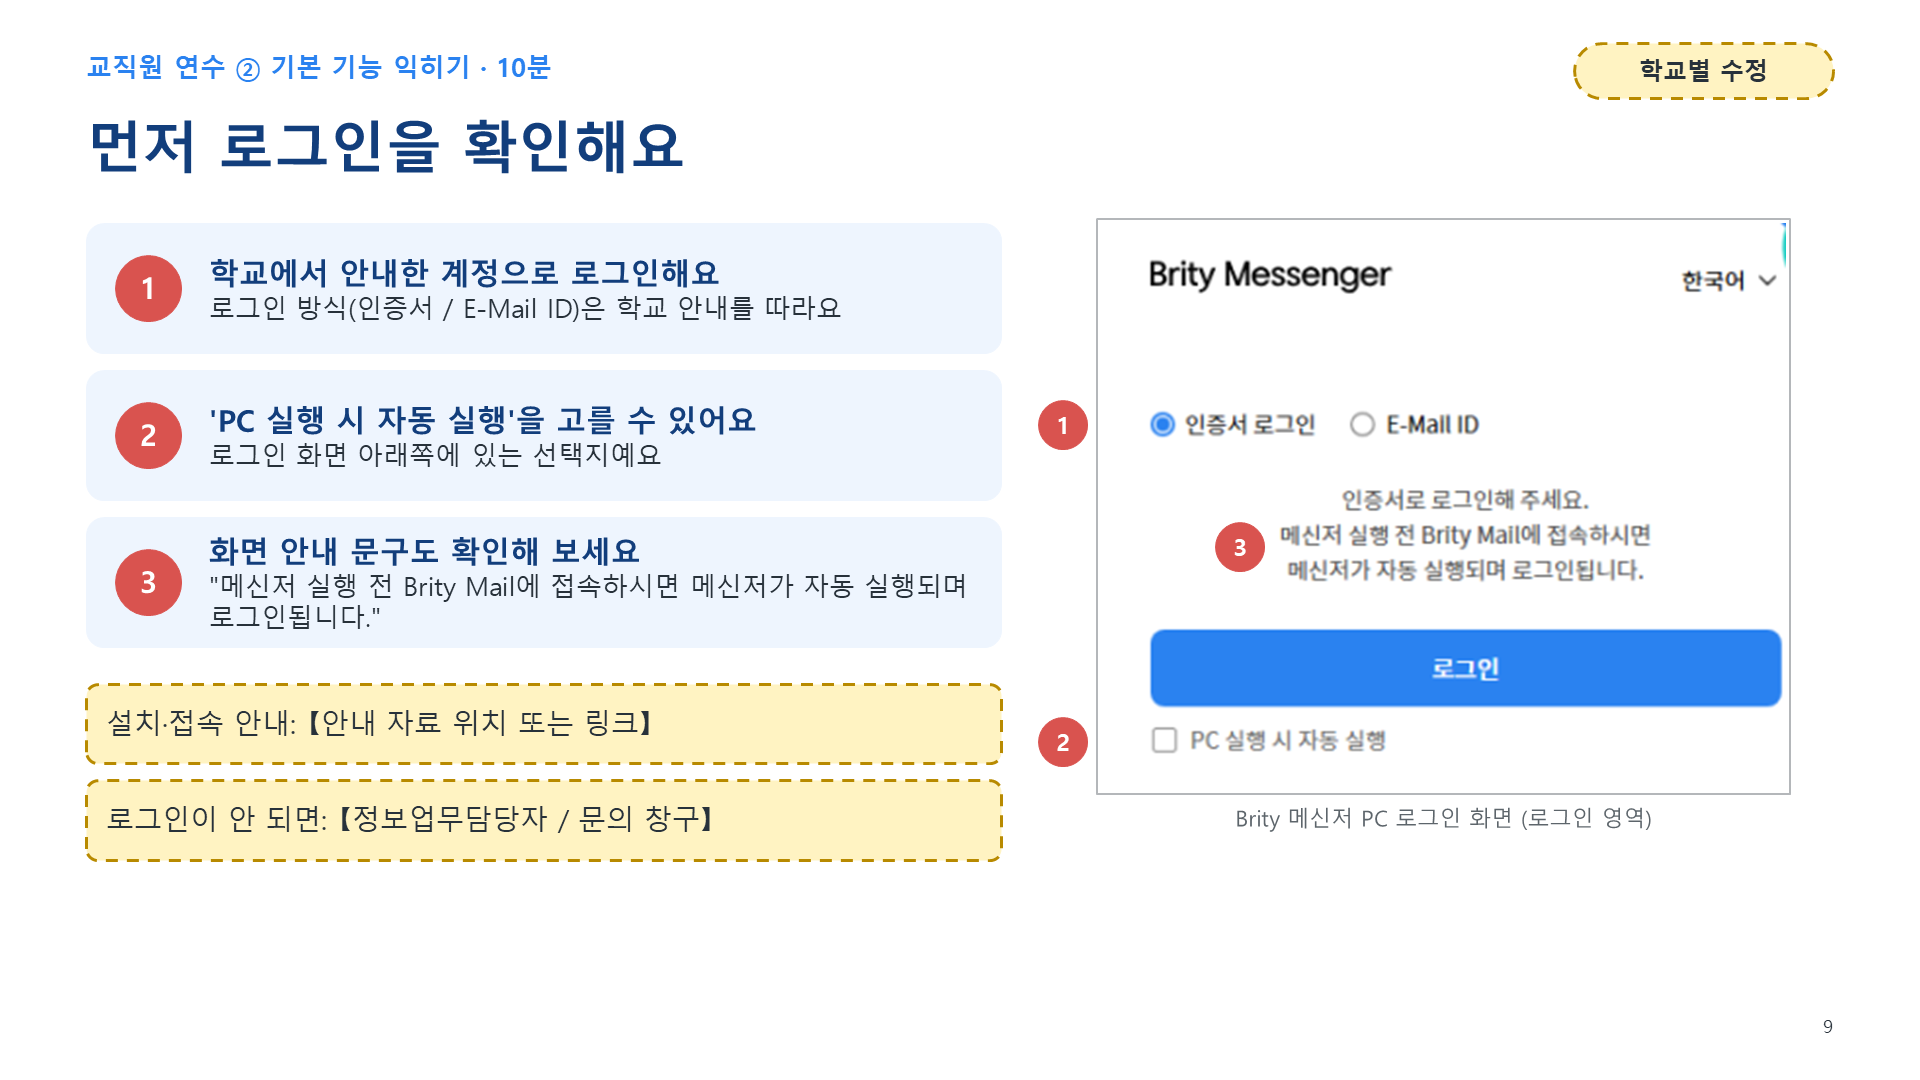 교직원 연수 ② 기본 기능 익히기 · 10분
학교별 수정
먼저 로그인을 확인해요
1
학교에서 안내한 계정으로 로그인해요
로그인 방식(인증서 / E-Mail ID)은 학교 안내를 따라요
2
'PC 실행 시 자동 실행'을 고를 수 있어요
로그인 화면 아래쪽에 있는 선택지예요
3
화면 안내 문구도 확인해 보세요
"메신저 실행 전 Brity Mail에 접속하시면 메신저가 자동 실행되며
로그인됩니다."
설치·접속 안내: 【안내 자료 위치 또는 링크】
로그인이 안 되면: 【정보업무담당자 / 문의 창구】
Brity Messenger
한국어
1
인증서 로그인
E-Mail ID
인증서로 로그인해 주세요.
3
메신저 실행 전 Brity Mail에 접속하시면
메신저가 자동 실행되며 로그인됩니다.
로그인
2
PC 실행 시 자동 실행
Brity 메신저 PC 로그인 화면 (로그인 영역)
9